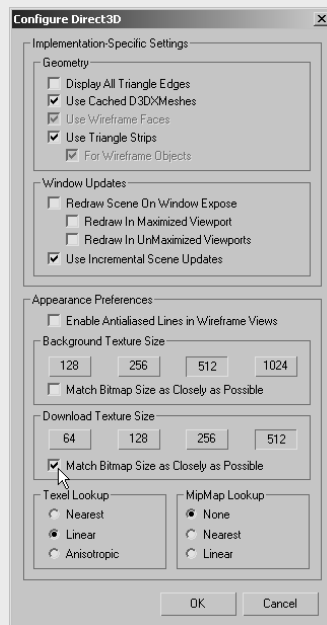 Configure Direct3D
Implementation-Specific Settings
Geometry
Display All Triangle Edges
Use Cached D3DXMeshes
Use Wireframe Faces
Use Triangle Strips
For Wireframe Objects
Window Updates
Redraw Scene On Window Expose
Redraw In Maximized Viewport
Redraw In UnMaximized Viewports
Use Incremental Scene Updates
Appearance Preferences
Enable Antialiased Lines in Wireframe Views
Background Texture Size
128 256 512 1024
Match Bitmap Size as Closely as Possible
Download Texture Size
64 128 256 512
Match Bitmap Size as Closely as Possible
Texel Lookup
Nearest
Linear
Anisotropic
MipMap Lookup
None
Nearest
Linear
OK Cancel